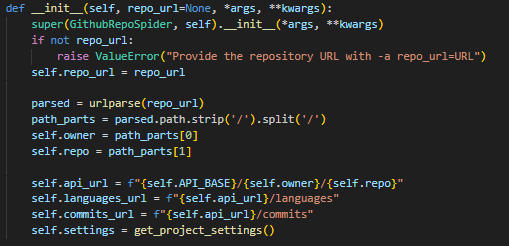 def __init__(self, repo_url=None, *args, **kwargs):
    super(GithubRepoSpider, self).__init__(*args, **kwargs)
    if not repo_url:
        raise ValueError("Provide the repository URL with -a repo_url=URL")
    self.repo_url = repo_url

    parsed = urlparse(repo_url)
    path_parts = parsed.path.strip('/').split('/')
    self.owner = path_parts[0]
    self.repo = path_parts[1]

    self.api_url = f"{self.API_BASE}/{self.owner}/{self.repo}"
    self.languages_url = f"{self.api_url}/languages"
    self.commits_url = f"{self.api_url}/commits"
    self.settings = get_project_settings()